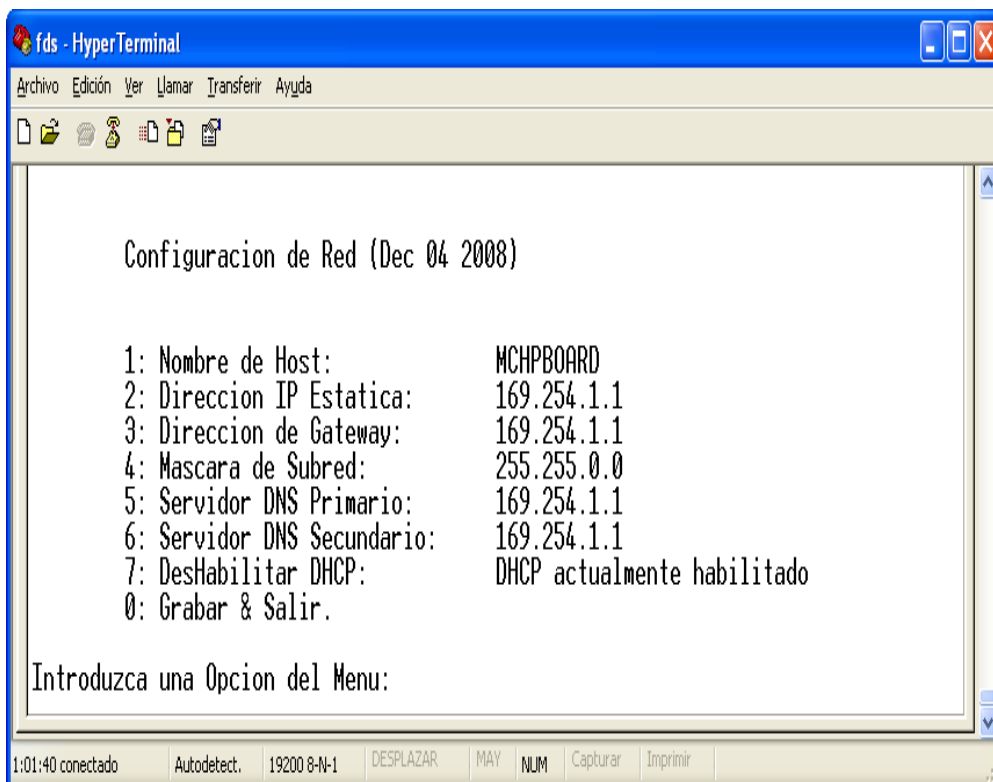 fds - HyperTerminal
Archivo Edición Ver Llamar Transferir Ayuda
Configuracion de Red (Dec 04 2008)
1: Nombre de Host: MCHPBOARD
2: Direccion IP Estatica: 169.254.1.1
3: Direccion de Gateway: 169.254.1.1
4: Mascara de Subred: 255.255.0.0
5: Servidor DNS Primario: 169.254.1.1
6: Servidor DNS Secundario: 169.254.1.1
7: DesHabilitar DHCP: DHCP actualmente habilitado
0: Grabar & Salir.
Introduzca una Opcion del Menu:
1:01:40 conectado Autodetect. 19200 8-N-1 DESPLAZAR MAY NUM Capturar Imprimir